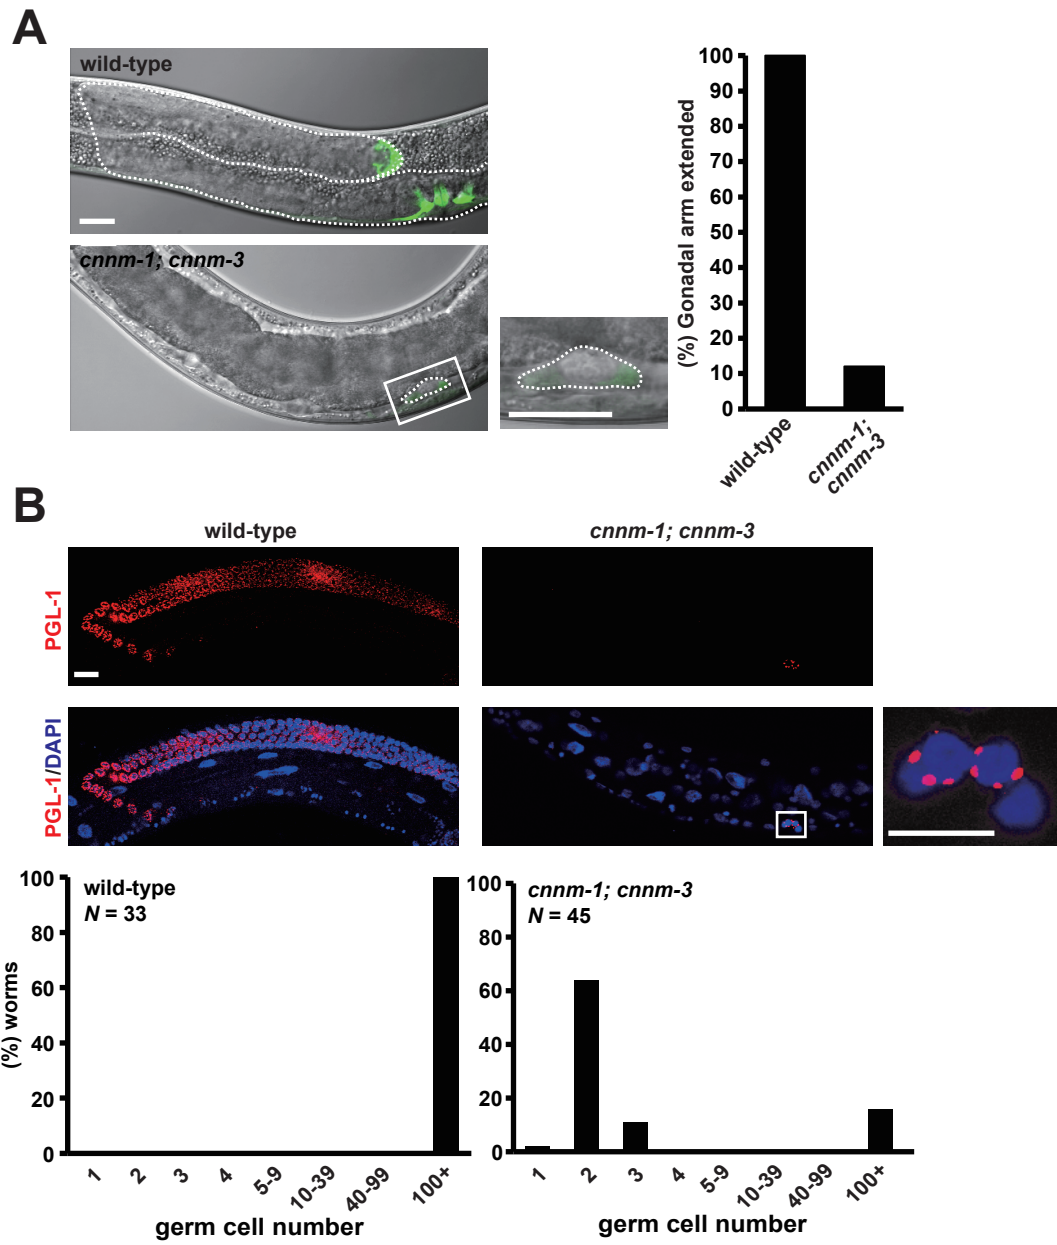 A
wild-type
cnnm-1; cnnm-3
(%) Gonadal arm extended
100
90
80
70
60
50
40
30
20
10
0
wild-type
cnnm-1;
cnnm-3
B
wild-type
cnnm-1; cnnm-3
PGL-1
PGL-1/DAPI
(%) worms
100
80
60
40
20
0
wild-type
N = 33
1
2
3
4
5-9
10-39
40-99
100+
germ cell number
100
80
60
40
20
0
cnnm-1; cnnm-3
N = 45
1
2
3
4
5-9
10-39
40-99
100+
germ cell number